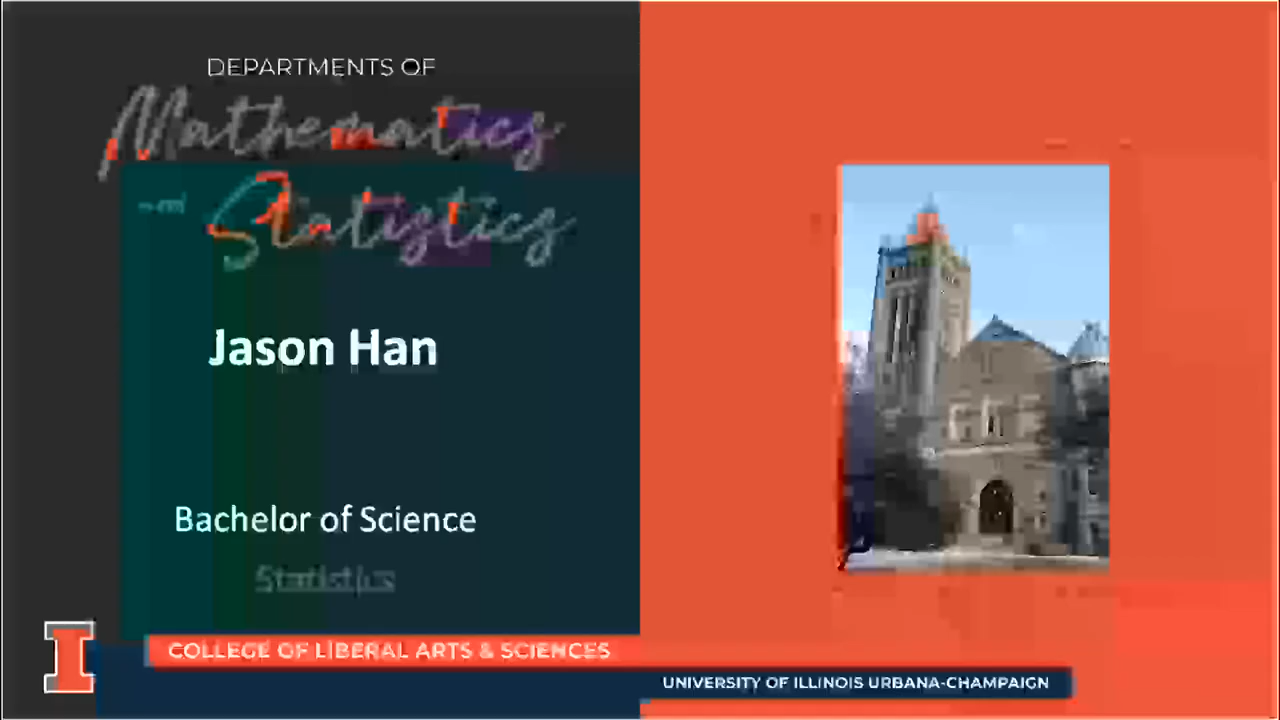 DEPARTMENTS OF
Mathematics
and Statistics
Jason Han
Bachelor of Science
Statistics
COLLEGE OF LIBERAL ARTS & SCIENCES
UNIVERSITY OF ILLINOIS URBANA-CHAMPAIGN
I